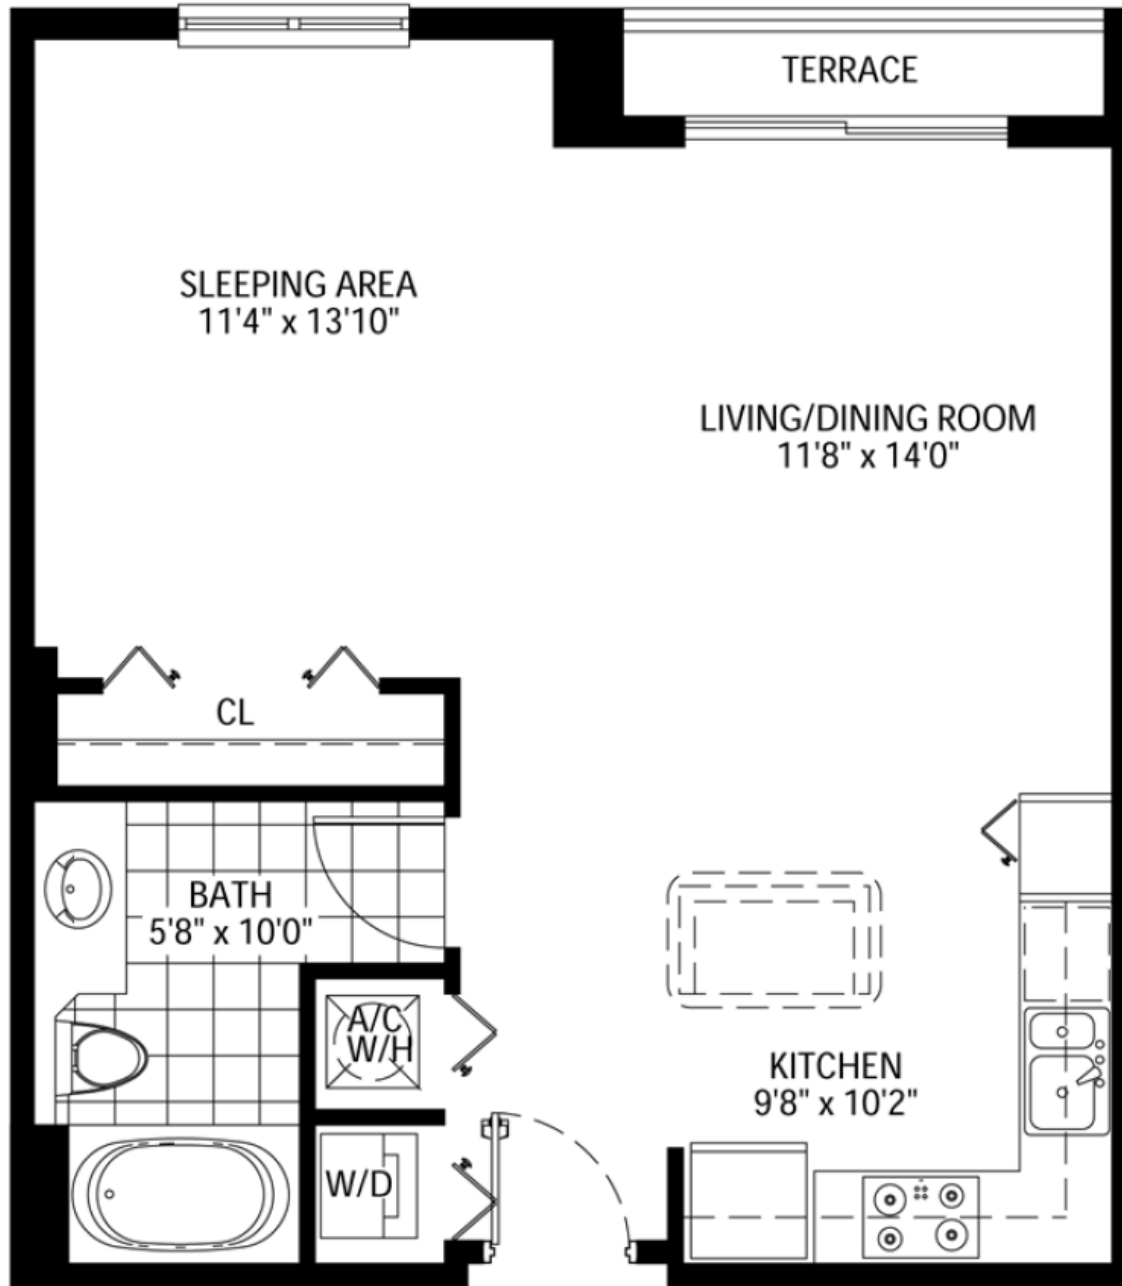 TERRACE
SLEEPING AREA
11'4" x 13'10"
LIVING/DINING ROOM
11'8" x 14'0"
CL
BATH
5'8" x 10'0"
A/C
W/H
KITCHEN
9'8" x 10'2"
W/D